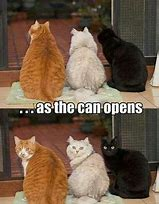 . . . as the can opens